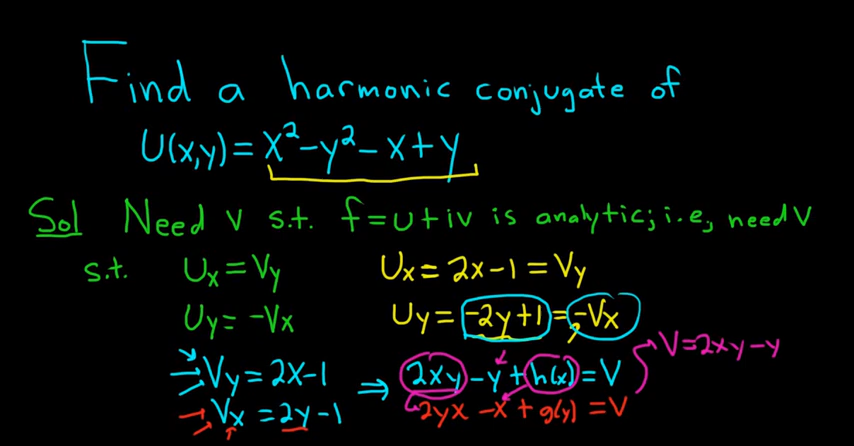 Find a harmonic conjugate of
U(x,y) = x² - y² - x + y
Sol Need v s.t. f = u + iv is analytic; i.e., need v
s.t. Ux = Vy Ux = 2x - 1 = Vy
Uy = -Vx Uy = -2y + 1 = -Vx
Vy = 2x - 1 ⇒ 2xy - y + h(x) = V V = 2xy - y
Vx = 2y - 1 2yx - x + g(y) = V